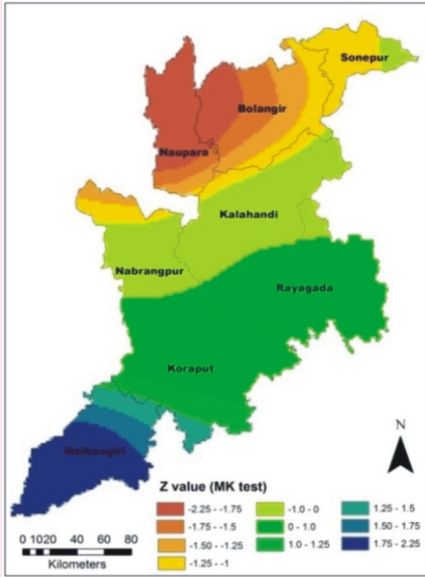 Sonepur
Bolangir
Naupara
Kalahandi
Nabrangpur
Rayagada
Koraput
Malkangiri
N
Z value (MK test)
-2.25 - -1.75
-1.75 - -1.5
-1.50 - -1.25
-1.25 - -1
-1.0 - 0
0 - 1.0
1.0 - 1.25
1.25 - 1.5
1.50 - 1.75
1.75 - 2.25
0 1020 40 60 80
Kilometers